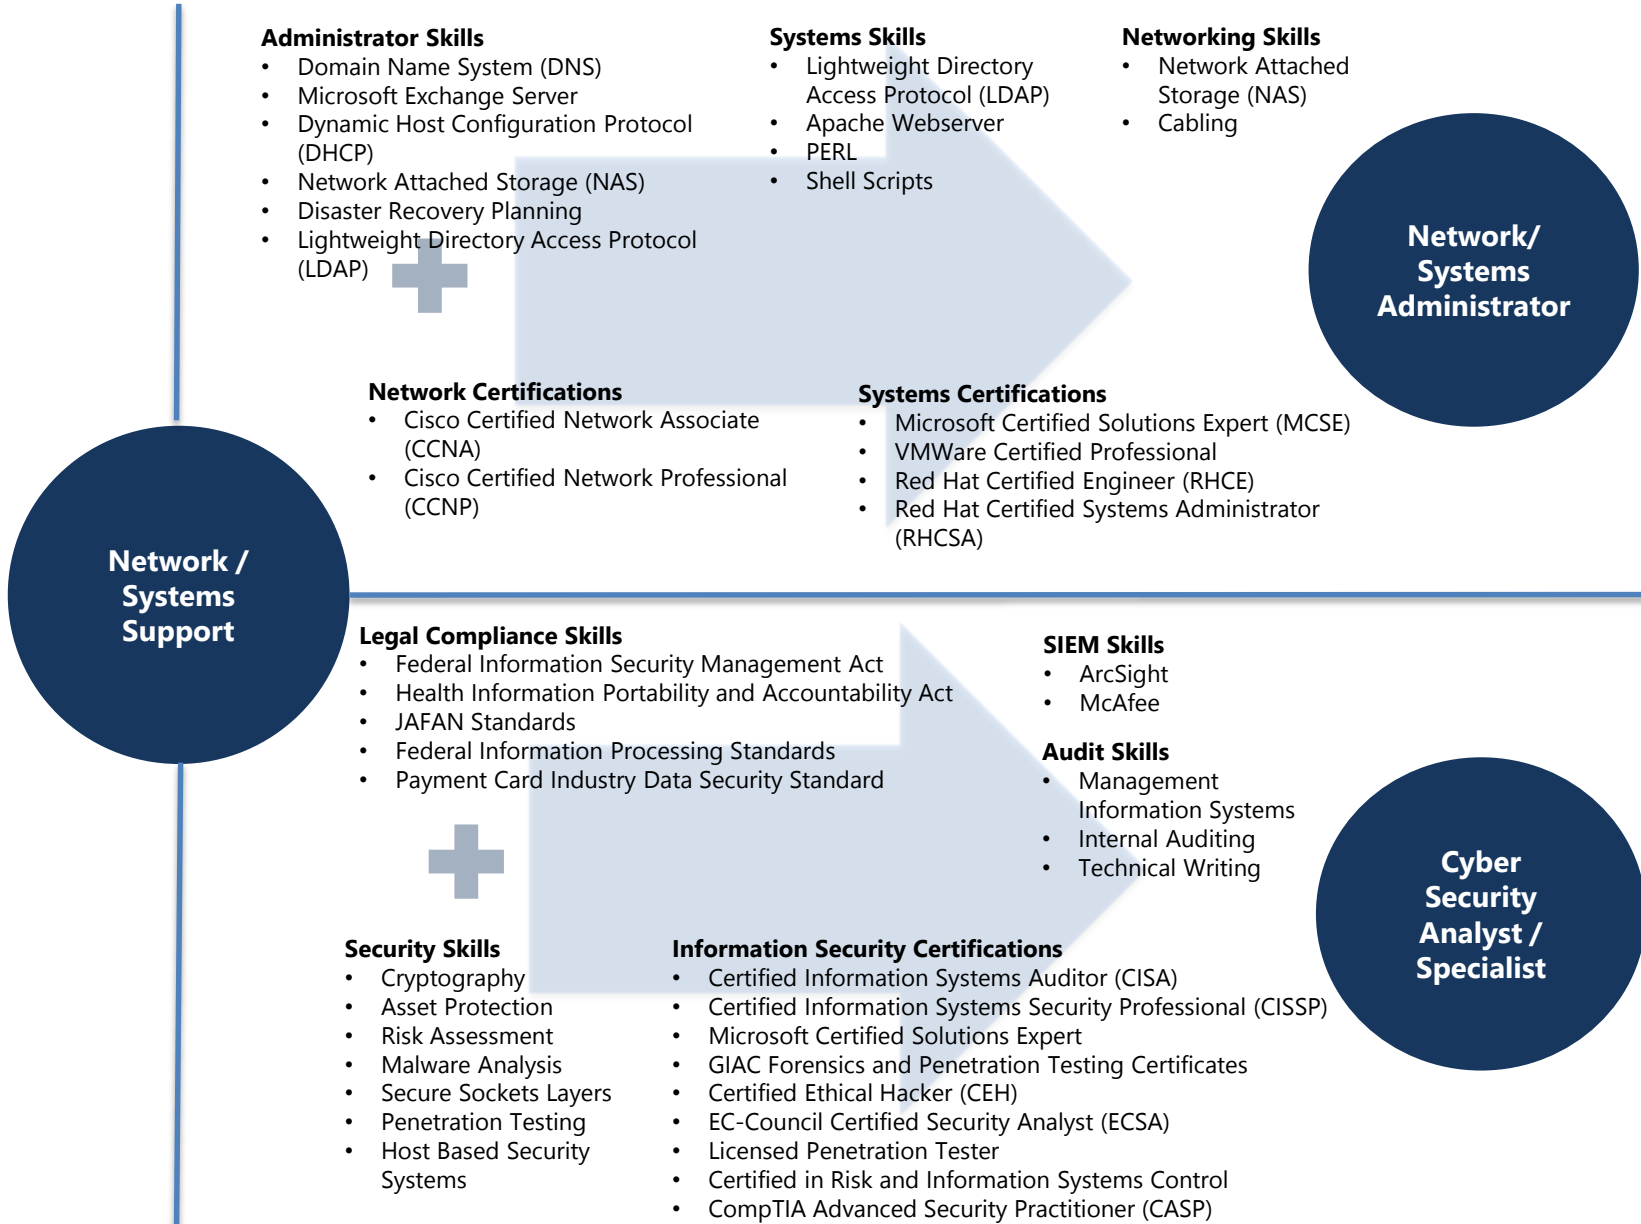 Administrator Skills
• Domain Name System (DNS)
• Microsoft Exchange Server
• Dynamic Host Configuration Protocol
(DHCP)
• Network Attached Storage (NAS)
• Disaster Recovery Planning
• Lightweight Directory Access Protocol
(LDAP)
Systems Skills
• Lightweight Directory
Access Protocol (LDAP)
• Apache Webserver
• PERL
• Shell Scripts
Networking Skills
• Network Attached
Storage (NAS)
• Cabling
Network/
Systems
Administrator
Network Certifications
• Cisco Certified Network Associate
(CCNA)
• Cisco Certified Network Professional
(CCNP)
Systems Certifications
• Microsoft Certified Solutions Expert (MCSE)
• VMWare Certified Professional
• Red Hat Certified Engineer (RHCE)
• Red Hat Certified Systems Administrator
(RHCSA)
Network /
Systems
Support
Legal Compliance Skills
• Federal Information Security Management Act
• Health Information Portability and Accountability Act
• JAFAN Standards
• Federal Information Processing Standards
• Payment Card Industry Data Security Standard
SIEM Skills
• ArcSight
• McAfee
Audit Skills
• Management
Information Systems
• Internal Auditing
• Technical Writing
Cyber
Security
Analyst /
Specialist
Security Skills
• Cryptography
• Asset Protection
• Risk Assessment
• Malware Analysis
• Secure Sockets Layers
• Penetration Testing
• Host Based Security
Systems
Information Security Certifications
• Certified Information Systems Auditor (CISA)
• Certified Information Systems Security Professional (CISSP)
• Microsoft Certified Solutions Expert
• GIAC Forensics and Penetration Testing Certificates
• Certified Ethical Hacker (CEH)
• EC-Council Certified Security Analyst (ECSA)
• Licensed Penetration Tester
• Certified in Risk and Information Systems Control
• CompTIA Advanced Security Practitioner (CASP)